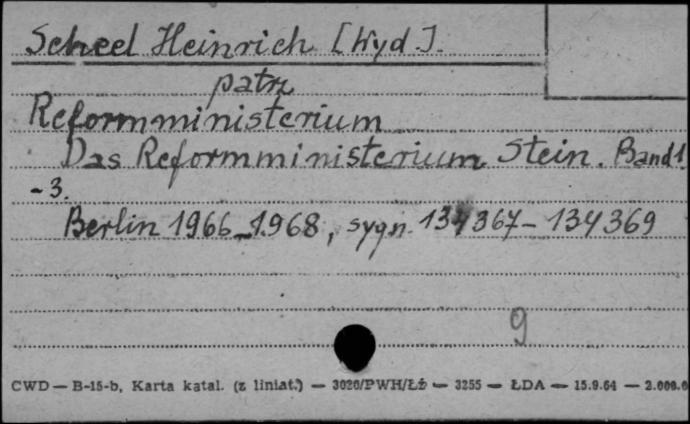 Scheel Heinrich [Wyd.].
patrz
Reformministerium
Das Reformministerium Stein. Band 1
-3.
Berlin 1966-1968, sygn. 134367-134369
9
CWD — B-15-b, Karta katal. (z liniat.) — 3020/PWH/Łź — 3255 — ŁDA — 15.9.64 — 2.000.0